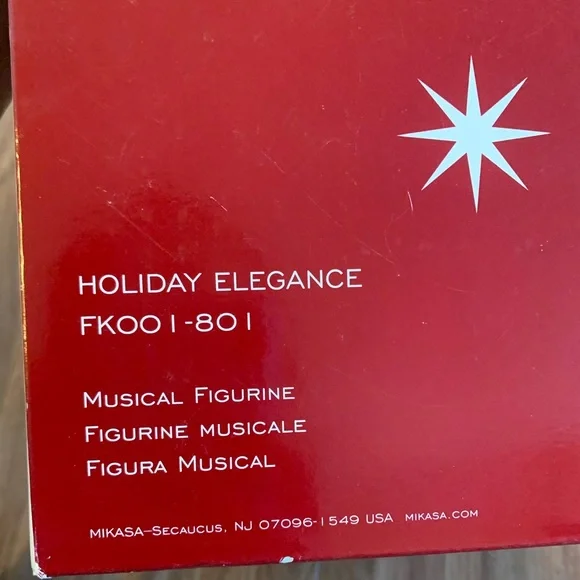 HOLIDAY ELEGANCE
FK001-801
MUSICAL FIGURINE
FIGURINE MUSICALE
FIGURA MUSICAL
MIKASA–SECAUCUS, NJ 07096-1549 USA MIKASA.COM